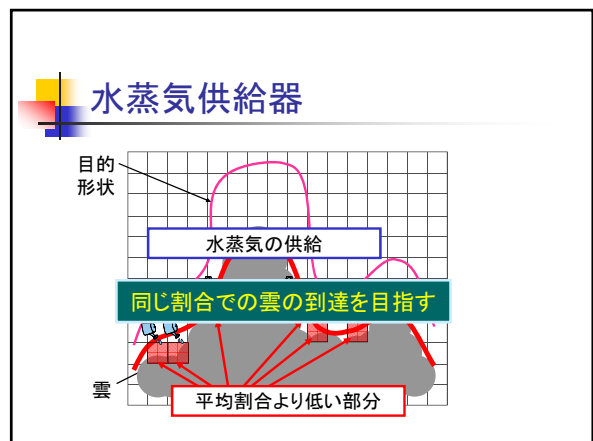 水蒸気供給器
目的
形状
水蒸気の供給
同じ割合での雲の到達を目指す
雲
平均割合より低い部分